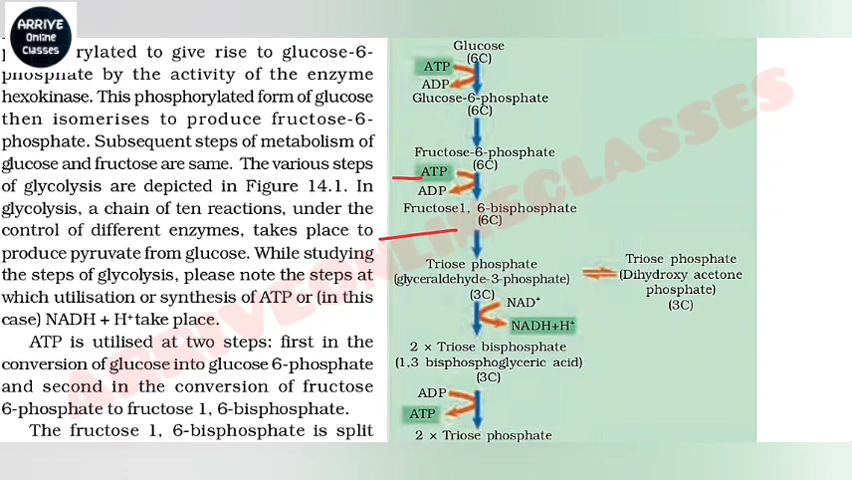 ARRIVE
Online
Classes
rylated to give rise to glucose-6-
phosphate by the activity of the enzyme
hexokinase. This phosphorylated form of glucose
then isomerises to produce fructose-6-
phosphate. Subsequent steps of metabolism of
glucose and fructose are same. The various steps
of glycolysis are depicted in Figure 14.1. In
glycolysis, a chain of ten reactions, under the
control of different enzymes, takes place to
produce pyruvate from glucose. While studying
the steps of glycolysis, please note the steps at
which utilisation or synthesis of ATP or (in this
case) NADH + H⁺ take place.
ATP is utilised at two steps: first in the
conversion of glucose into glucose 6-phosphate
and second in the conversion of fructose
6-phosphate to fructose 1, 6-bisphosphate.
The fructose 1, 6-bisphosphate is split
Glucose
(6C)
ATP
ADP
Glucose-6-phosphate
(6C)
Fructose-6-phosphate
(6C)
ATP
ADP
Fructose1, 6-bisphosphate
(6C)
Triose phosphate
(glyceraldehyde-3-phosphate)
(3C)
Triose phosphate
(Dihydroxy acetone
phosphate)
(3C)
NAD⁺
NADH+H⁺
2 × Triose bisphosphate
(1,3 bisphosphoglyceric acid)
(3C)
ADP
ATP
2 × Triose phosphate
ARRIVE ONLINE CLASSES